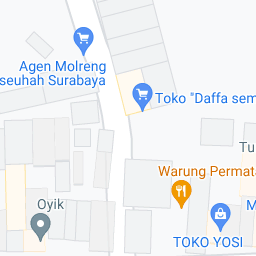 Agen Molreng
seuhah Surabaya
Toko "Daffa sem
Tu
Warung Permata
Oyik
M
TOKO YOSI